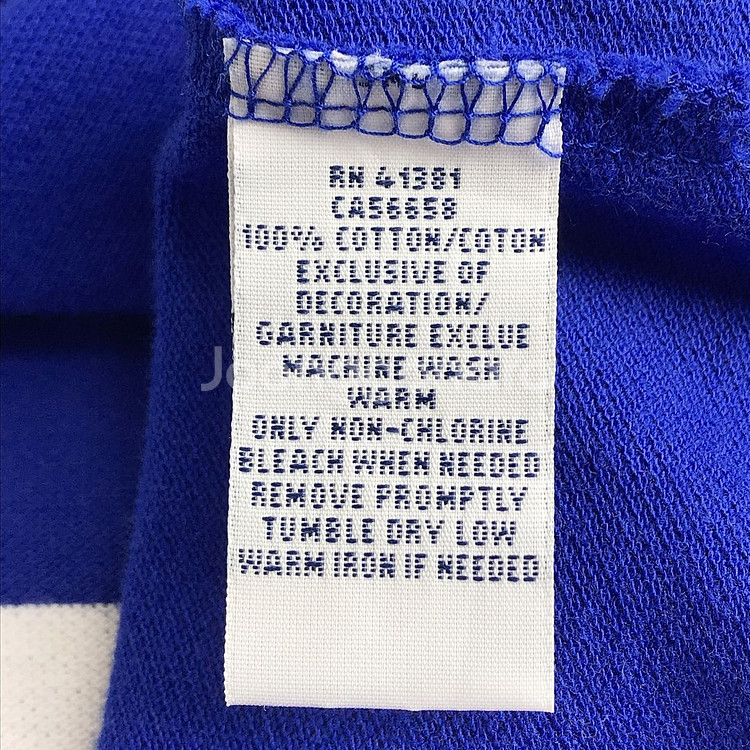 RN 41381
CA56858
100% COTTON/COTON
EXCLUSIVE OF
DECORATION/
GARNITURE EXCLUE
MACHINE WASH
WARM
ONLY NON-CHLORINE
BLEACH WHEN NEEDED
REMOVE PROMPTLY
TUMBLE DRY LOW
WARM IRON IF NEEDED